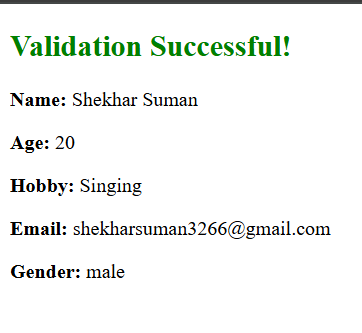 Validation Successful!
Name: Shekhar Suman
Age: 20
Hobby: Singing
Email: shekharsuman3266@gmail.com
Gender: male